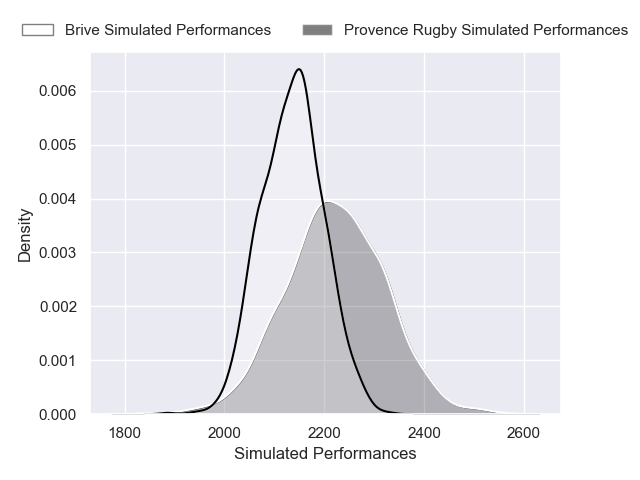 Brive Simulated Performances
Provence Rugby Simulated Performances
0.006
0.005
0.004
0.003
0.002
0.001
0.000
Density
1800 2000 2200 2400 2600
Simulated Performances